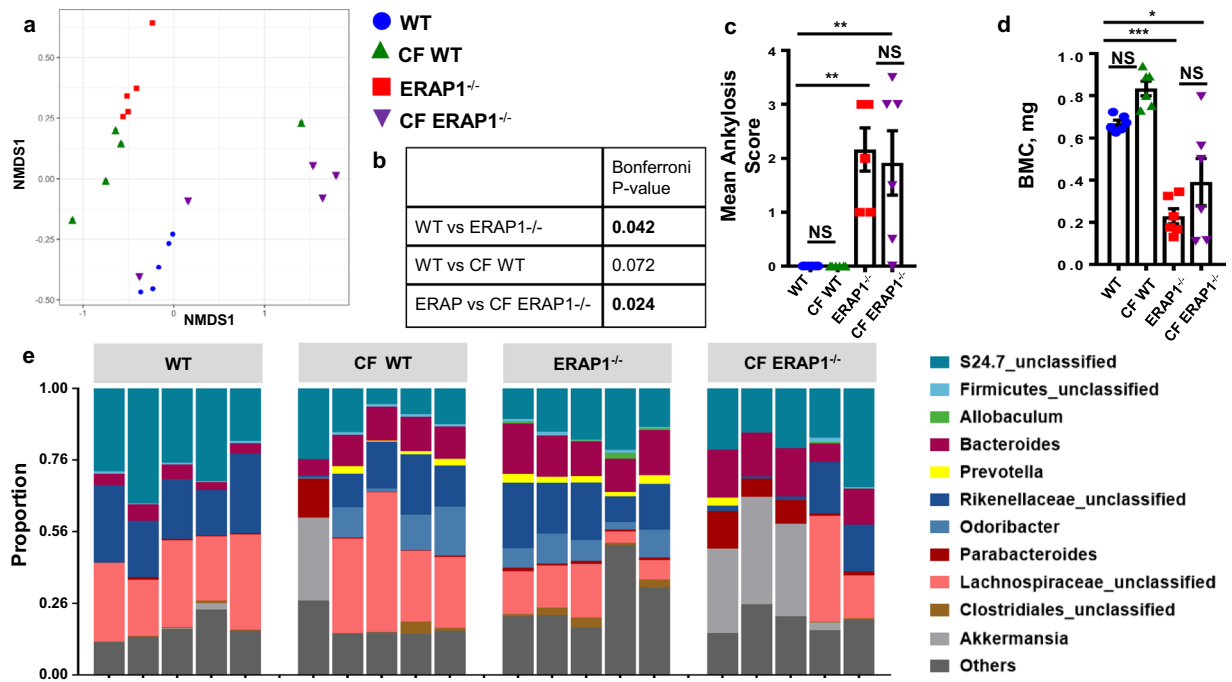 a
0.50
0.25
0.00
-0.25
-0.50
NMDS1
-1
0
1
NMDS1
WT
CF WT
ERAP1-/-
CF ERAP1-/-
b
Bonferroni
P-value
WT vs ERAP1-/-
0.042
WT vs CF WT
0.072
ERAP vs CF ERAP1-/-
0.024
c
Mean Ankylosis
Score
4
3
2
1
0
**
**
NS
NS
WT
CF WT
ERAP1-/-
CF ERAP1-/-
d
BMC, mg
1.0
0.8
0.6
0.4
0.2
0.0
*
***
NS
NS
WT
CF WT
ERAP1-/-
CF ERAP1-/-
e
WT
CF WT
ERAP1-/-
CF ERAP1-/-
Proportion
1.00
0.76
0.56
0.26
0.00
S24.7_unclassified
Firmicutes_unclassified
Allobaculum
Bacteroides
Prevotella
Rikenellaceae_unclassified
Odoribacter
Parabacteroides
Lachnospiraceae_unclassified
Clostridiales_unclassified
Akkermansia
Others